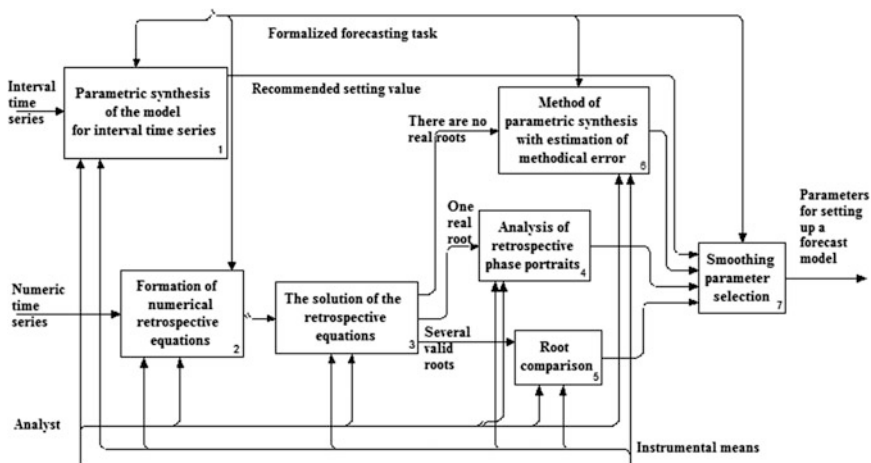 Formalized forecasting task
Interval
time
series
Parametric synthesis
of the model
for interval time series
1
Recommended setting value
There are no
real roots
Method of
parametric synthesis
with estimation of
methodical error
6
One
real
root
Analysis of
retrospective
phase portraits
4
Parameters
for setting
up a
forecast
model
Smoothing
parameter
selection
7
Numeric
time
series
Formation of
numerical
retrospective
equations
2
The solution of the
retrospective
equations
3
Several
valid
roots
Root
comparison
5
Analyst
Instrumental means